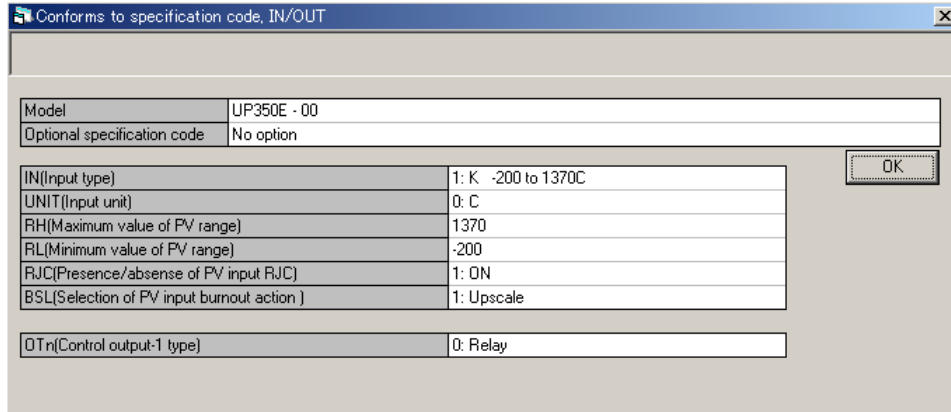 Conforms to specification code, IN/OUT
Model UP350E - 00
Optional specification code No option
OK
IN(Input type) 1: K -200 to 1370C
UNIT(Input unit) 0: C
RH(Maximum value of PV range) 1370
RL(Minimum value of PV range) -200
RJC(Presence/absense of PV input RJC) 1: ON
BSL(Selection of PV input burnout action ) 1: Upscale
OTn(Control output-1 type) 0: Relay